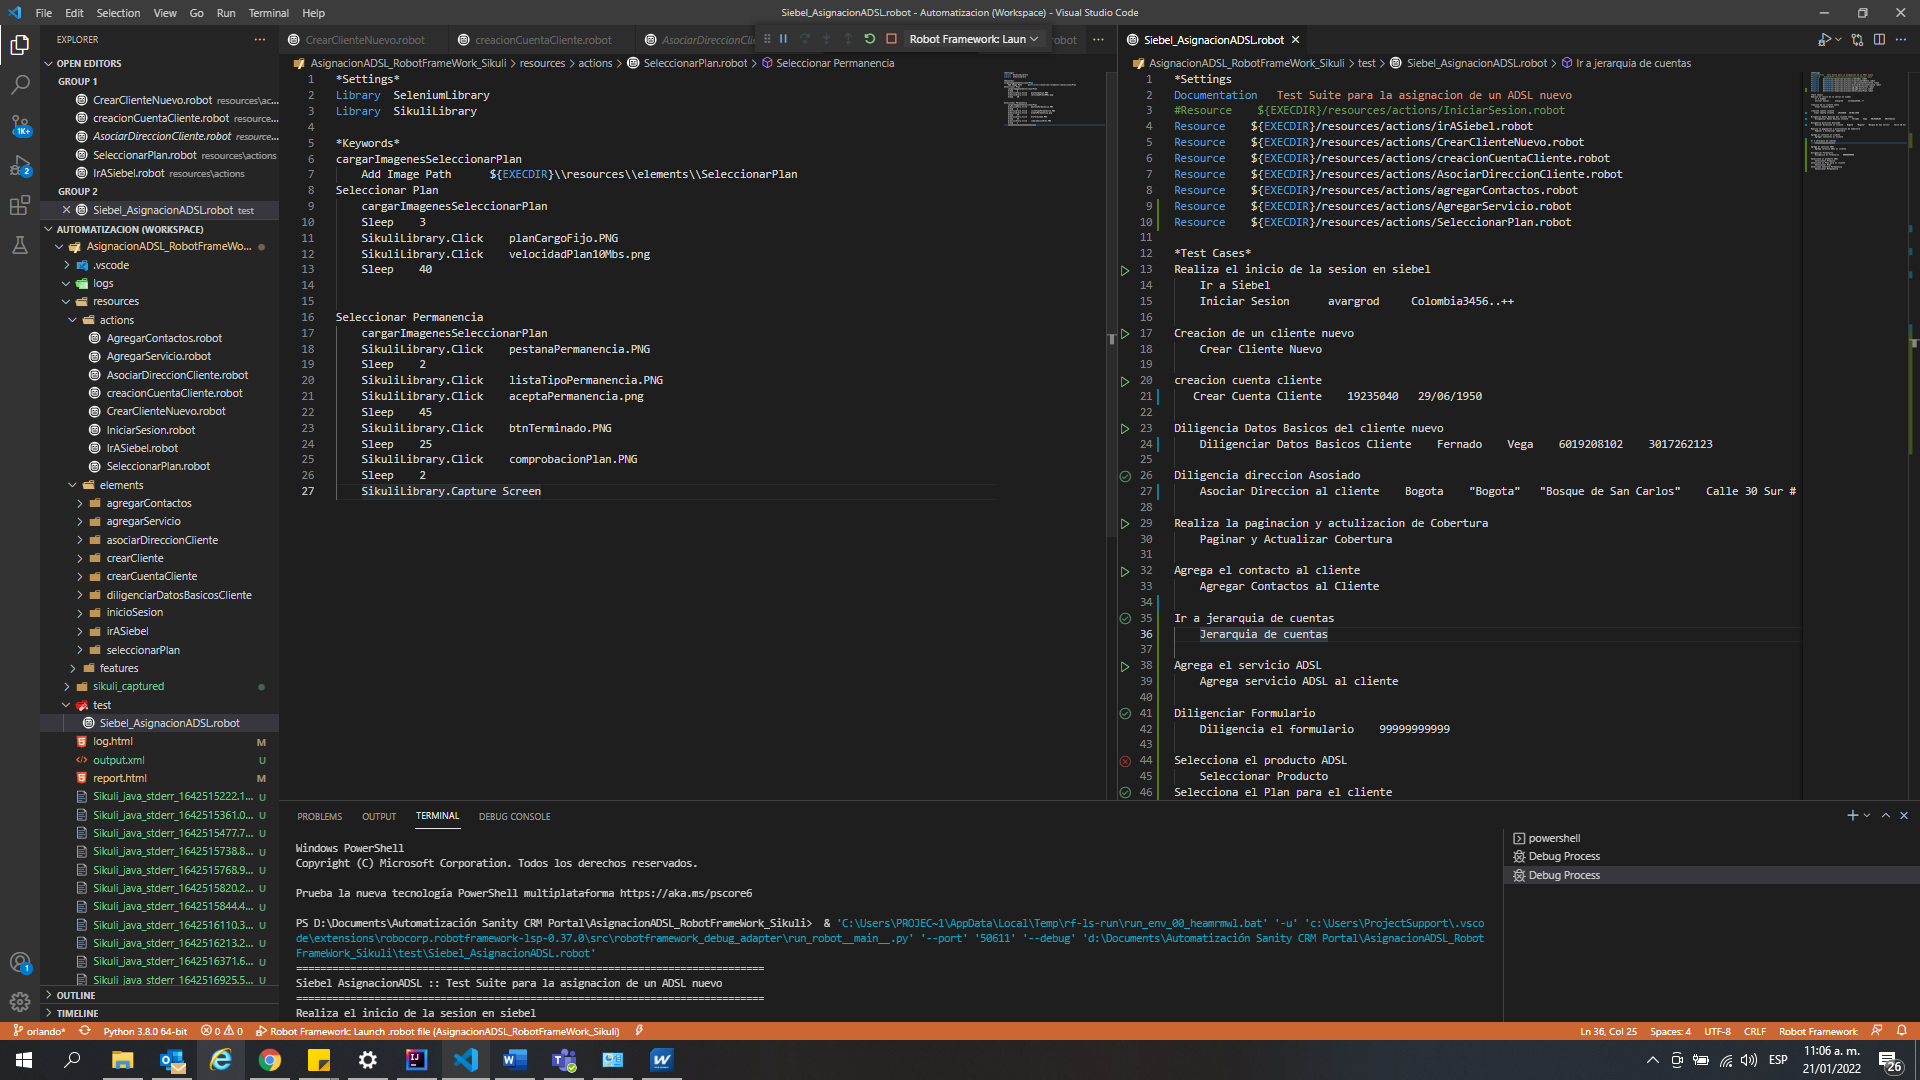 File Edit Selection View Go Run Terminal Help
Siebel_AsignacionADSL.robot - Automatizacion (Workspace) - Visual Studio Code
EXPLORER
OPEN EDITORS
GROUP 1
CrearClienteNuevo.robot resources\ac...
creacionCuentaCliente.robot resource...
AsociarDireccionCliente.robot resource...
SeleccionarPlan.robot resources\actions
IrASiebel.robot resources\actions
GROUP 2
Siebel_AsignacionADSL.robot test
AUTOMATIZACION (WORKSPACE)
AsignacionADSL_RobotFrameWo...
.vscode
logs
resources
actions
AgregarContactos.robot
AgregarServicio.robot
AsociarDireccionCliente.robot
creacionCuentaCliente.robot
CrearClienteNuevo.robot
IniciarSesion.robot
IrASiebel.robot
SeleccionarPlan.robot
elements
agregarContactos
agregarServicio
asociarDireccionCliente
crearCliente
crearCuentaCliente
diligenciarDatosBasicosCliente
inicioSesion
irASiebel
seleccionarPlan
features
sikuli_captured
test
Siebel_AsignacionADSL.robot
log.html M
output.xml U
report.html M
Sikuli_java_stderr_1642515222.1... U
Sikuli_java_stderr_1642515361.0... U
Sikuli_java_stderr_1642515477.7... U
Sikuli_java_stderr_1642515738.8... U
Sikuli_java_stderr_1642515768.9... U
Sikuli_java_stderr_1642515820.2... U
Sikuli_java_stderr_1642515844.4... U
Sikuli_java_stderr_1642516110.3... U
Sikuli_java_stderr_1642516213.2... U
Sikuli_java_stderr_1642516371.6... U
Sikuli_java_stderr_1642516925.5... U
OUTLINE
TIMELINE
1K+
2
1
CrearClienteNuevo.robot creacionCuentaCliente.robot AsociarDireccionCli Robot Framework: Laun obot
AsignacionADSL_RobotFrameWork_Sikuli > resources > actions > SeleccionarPlan.robot > Seleccionar Permanencia
1 *Settings*
2 Library SeleniumLibrary
3 Library SikuliLibrary
4
5 *Keywords*
6 cargarImagenesSeleccionarPlan
7 Add Image Path ${EXECDIR}\\resources\\elements\\SeleccionarPlan
8 Seleccionar Plan
9 cargarImagenesSeleccionarPlan
10 Sleep 3
11 SikuliLibrary.Click planCargoFijo.PNG
12 SikuliLibrary.Click velocidadPlan10Mbs.png
13 Sleep 40
14
15
16 Seleccionar Permanencia
17 cargarImagenesSeleccionarPlan
18 SikuliLibrary.Click pestanaPermanencia.PNG
19 Sleep 2
20 SikuliLibrary.Click listaTipoPermanencia.PNG
21 SikuliLibrary.Click aceptaPermanencia.png
22 Sleep 45
23 SikuliLibrary.Click btnTerminado.PNG
24 Sleep 25
25 SikuliLibrary.Click comprobacionPlan.PNG
26 Sleep 2
27 SikuliLibrary.Capture Screen
Siebel_AsignacionADSL.robot
AsignacionADSL_RobotFrameWork_Sikuli > test > Siebel_AsignacionADSL.robot > Ir a jerarquia de cuentas
1 *Settings
2 Documentation Test Suite para la asignacion de un ADSL nuevo
3 #Resource ${EXECDIR}/resources/actions/IniciarSesion.robot
4 Resource ${EXECDIR}/resources/actions/irASiebel.robot
5 Resource ${EXECDIR}/resources/actions/CrearClienteNuevo.robot
6 Resource ${EXECDIR}/resources/actions/creacionCuentaCliente.robot
7 Resource ${EXECDIR}/resources/actions/AsociarDireccionCliente.robot
8 Resource ${EXECDIR}/resources/actions/agregarContactos.robot
9 Resource ${EXECDIR}/resources/actions/AgregarServicio.robot
10 Resource ${EXECDIR}/resources/actions/SeleccionarPlan.robot
11
12 *Test Cases*
13 Realiza el inicio de la sesion en siebel
14 Ir a Siebel
15 Iniciar Sesion avargrod Colombia3456..++
16
17 Creacion de un cliente nuevo
18 Crear Cliente Nuevo
19
20 creacion cuenta cliente
21 Crear Cuenta Cliente 19235040 29/06/1950
22
23 Diligencia Datos Basicos del cliente nuevo
24 Diligenciar Datos Basicos Cliente Fernado Vega 6019208102 3017262123
25
26 Diligencia direccion Asosiado
27 Asociar Direccion al cliente Bogota "Bogota" "Bosque de San Carlos" Calle 30 Sur #
28
29 Realiza la paginacion y actulizacion de Cobertura
30 Paginar y Actualizar Cobertura
31
32 Agrega el contacto al cliente
33 Agregar Contactos al Cliente
34
35 Ir a jerarquia de cuentas
36 Jerarquia de cuentas
37
38 Agrega el servicio ADSL
39 Agrega servicio ADSL al cliente
40
41 Diligenciar Formulario
42 Diligencia el formulario 99999999999
43
44 Selecciona el producto ADSL
45 Seleccionar Producto
46 Selecciona el Plan para el cliente
PROBLEMS OUTPUT TERMINAL DEBUG CONSOLE
Windows PowerShell
Copyright (C) Microsoft Corporation. Todos los derechos reservados.
Prueba la nueva tecnología PowerShell multiplataforma https://aka.ms/pscore6
PS D:\Documents\Automatización Sanity CRM Portal\AsignacionADSL_RobotFrameWork_Sikuli> & 'C:\Users\PROJEC~1\AppData\Local\Temp\rf-ls-run\run_env_00_heamrmwl.bat' '-u' 'c:\Users\ProjectSupport\.vsco
de\extensions\robocorp.robotframework-lsp-0.37.0\src\robotframework_debug_adapter\run_robot__main__.py' '--port' '50611' '--debug' 'd:\Documents\Automatización Sanity CRM Portal\AsignacionADSL_Robot
FrameWork_Sikuli\test\Siebel_AsignacionADSL.robot'
==============================================================================
Siebel AsignacionADSL :: Test Suite para la asignacion de un ADSL nuevo
==============================================================================
Realiza el inicio de la sesion en siebel
powershell
Debug Process
Debug Process
orlando* Python 3.8.0 64-bit 0 0 Robot Framework: Launch .robot file (AsignacionADSL_RobotFrameWork_Sikuli)
Ln 36, Col 25 Spaces: 4 UTF-8 CRLF Robot Framework
ESP
11:06 a. m.
21/01/2022
26